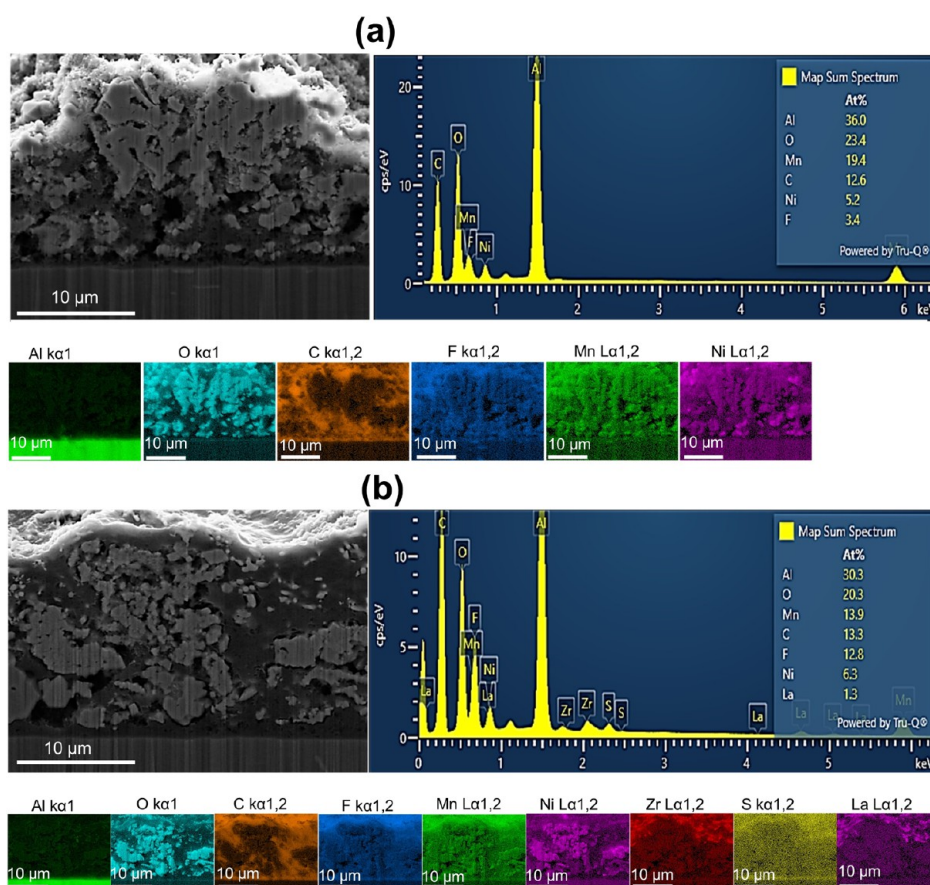 (a)
Map Sum Spectrum
At%
Al 36.0
O 23.4
Mn 19.4
C 12.6
Ni 5.2
F 3.4
Powered by Tru-Q®
cps/eV
20
10
0
C
O
Mn
F
Ni
Al
1 2 3 4 5 6 keV
10 µm
Al kα1 O kα1 C kα1,2 F kα1,2 Mn Lα1,2 Ni Lα1,2
10 µm 10 µm 10 µm 10 µm 10 µm 10 µm
(b)
Map Sum Spectrum
At%
Al 30.3
O 20.3
Mn 13.9
C 13.3
F 12.8
Ni 6.3
La 1.3
Powered by Tru-Q®
cps/eV
10
5
0
La
C
O
Mn
F
Ni
La
Al
Zr
Zr
S
S
La
La
La
Mn
0 1 2 3 4 5
10 µm
Al kα1 O kα1 C kα1,2 F kα1,2 Mn Lα1,2 Ni Lα1,2 Zr Lα1,2 S kα1,2 La Lα1,2
10 µm 10 µm 10 µm 10 µm 10 µm 10 µm 10 µm 10 µm 10 µm